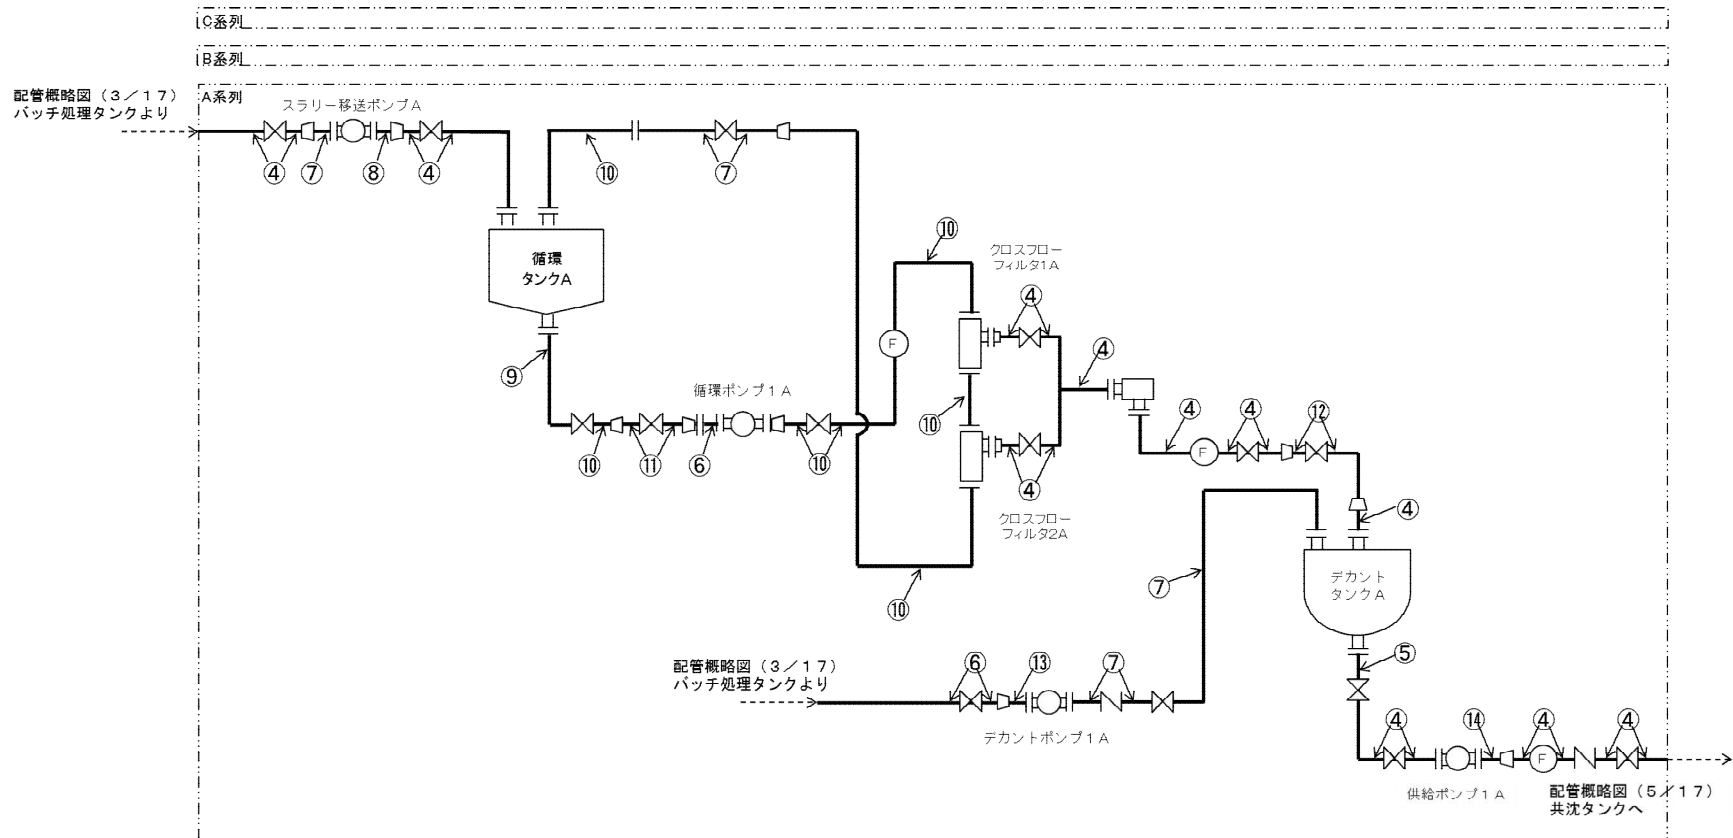 C系列
B系列
A系列
配管概略図（３／１７）
バッチ処理タンクより
スラリー移送ポンプＡ
④
⑦
⑧
④
⑩
⑦
循環
タンクA
⑩
クロスフロー
フィルタ1Ａ
④
F
④
⑨
循環ポンプ１Ａ
⑩
④
④
⑫
⑩
⑪
⑥
⑩
F
④
④
クロスフロー
フィルタ2A
⑦
デカント
タンクＡ
⑩
配管概略図（３／１７）
バッチ処理タンクより
⑥
⑬
⑦
⑤
デカントポンプ１Ａ
④
⑭
④
④
F
供給ポンプ１Ａ
配管概略図（５／１７）
共沈タンクへ